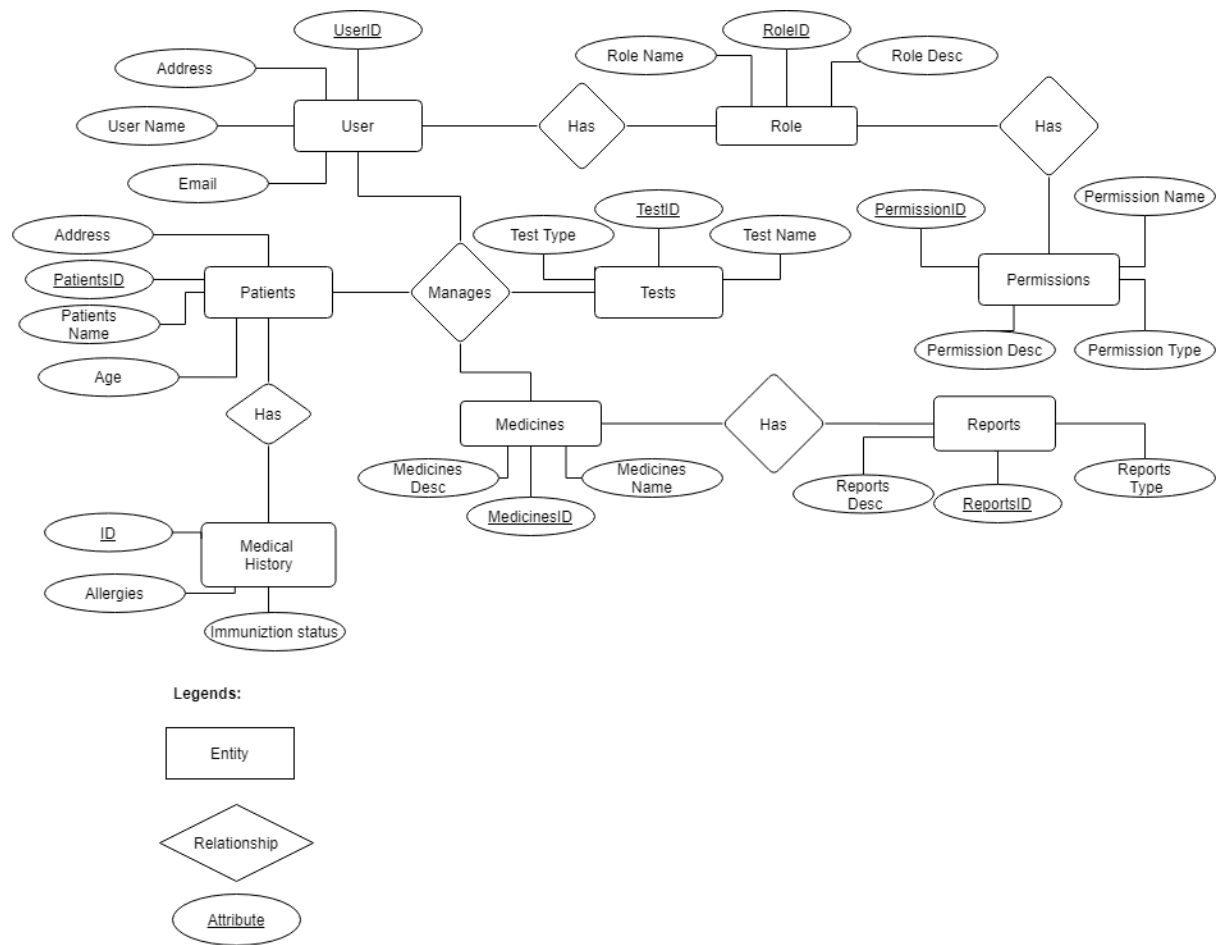 UserID
RoleID
Role Name
Role Desc
Address
User Name
User
Has
Role
Has
Email
Permission Name
PermissionID
TestID
Test Type
Test Name
Address
PatientsID
Patients
Manages
Tests
Permissions
Patients
Name
Permission Desc
Permission Type
Age
Has
Medicines
Has
Reports
Medicines
Desc
Medicines
Name
Reports
Type
Reports
Desc
ReportsID
MedicinesID
ID
Medical
History
Allergies
Immuniztion status
Legends:
Entity
Relationship
Attribute